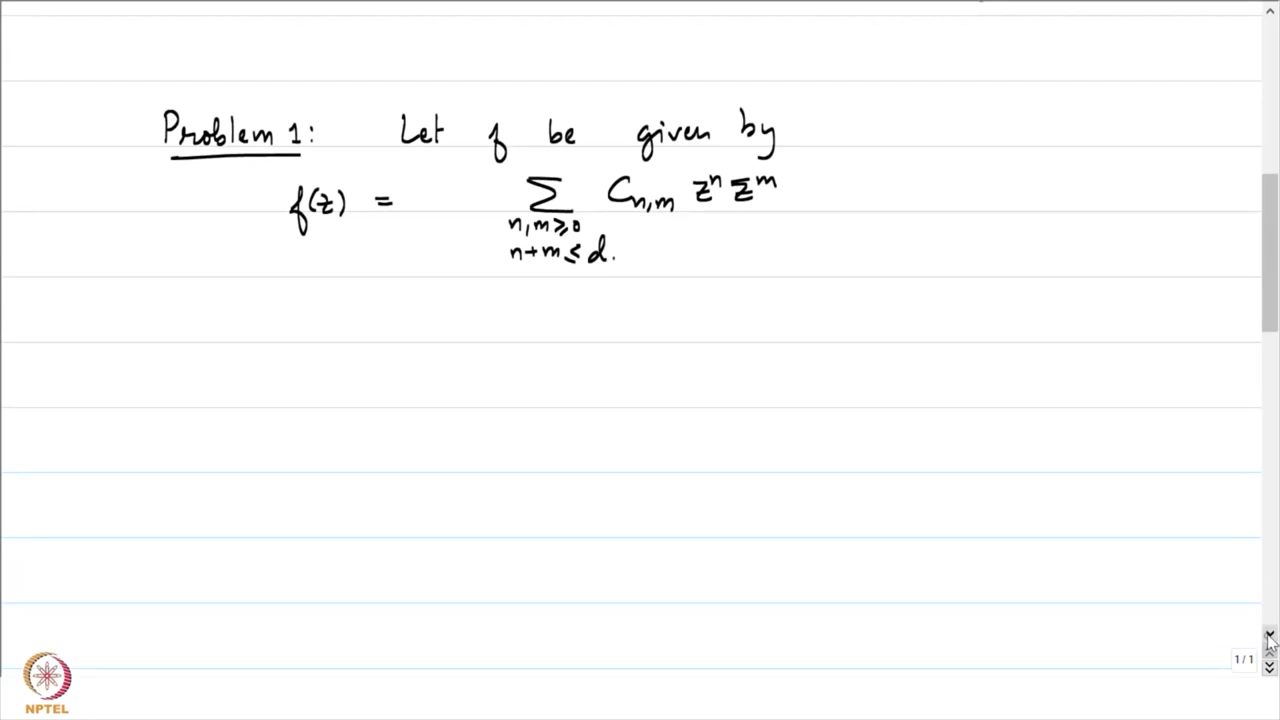 Problem 1: Let f be given by
f(z) = ∑ C_{n,m} z^n z̄^m
n,m ≥ 0
n+m ≤ d.
1 / 1
NPTEL